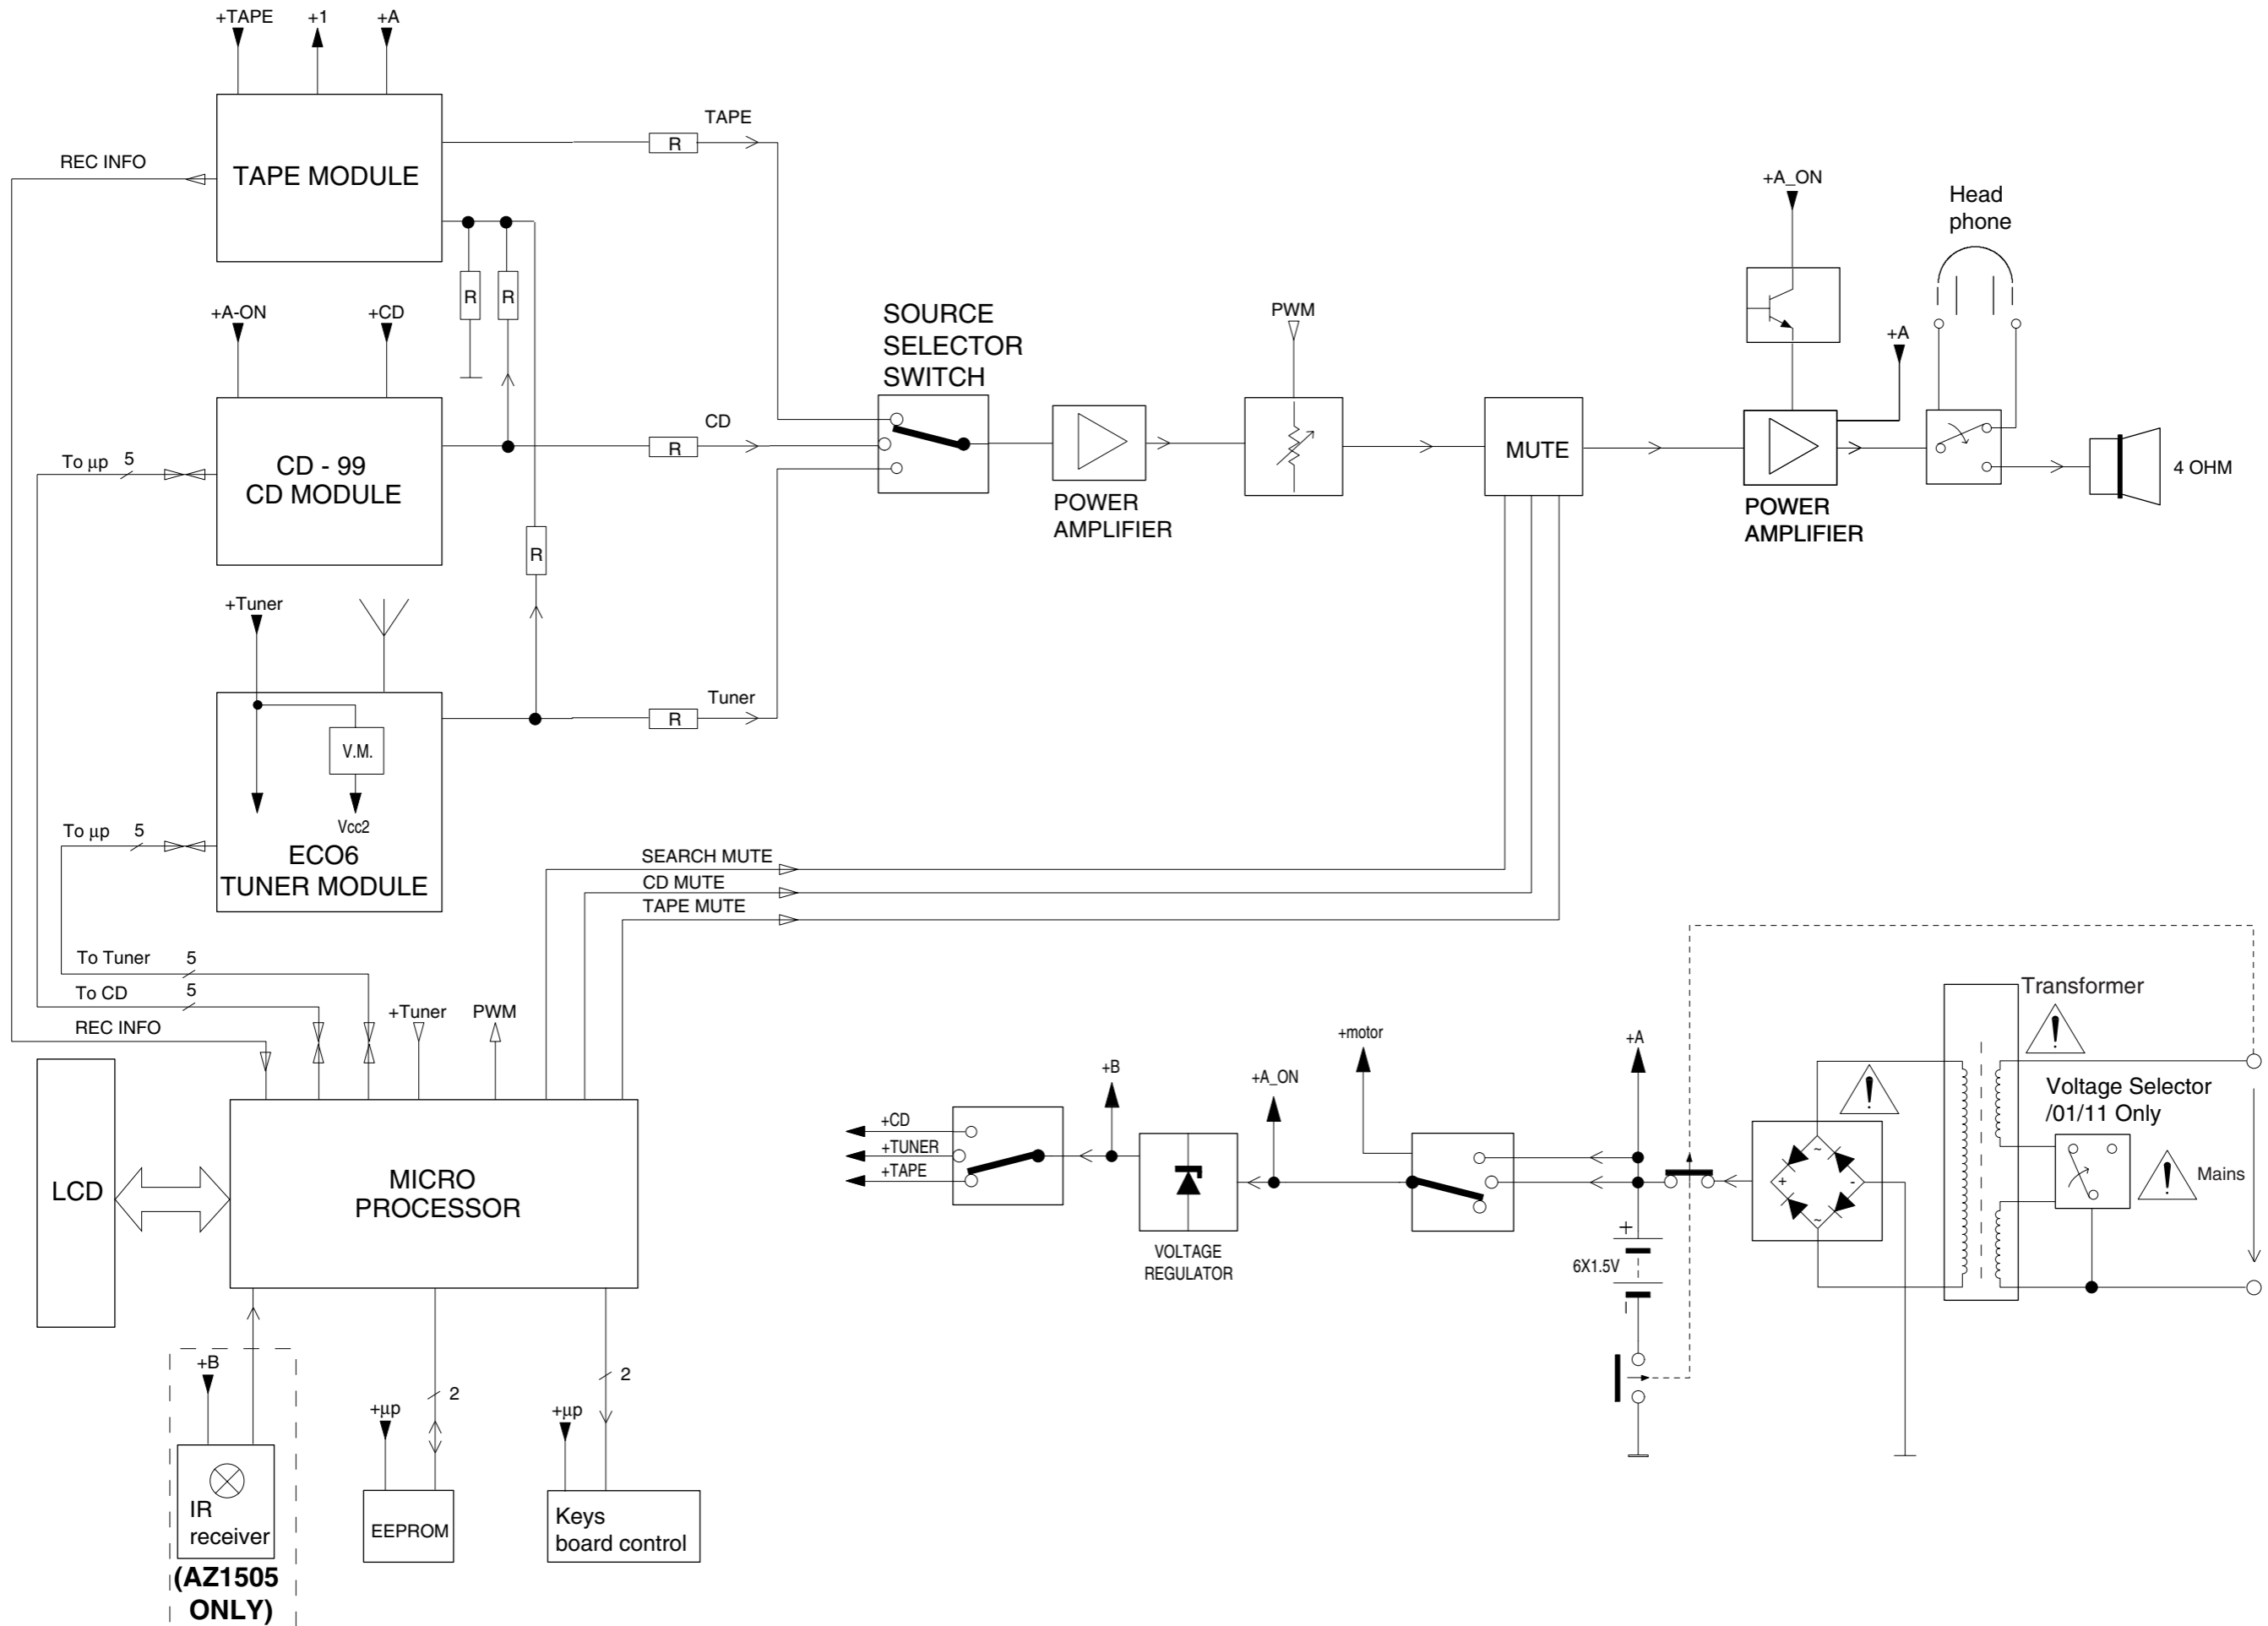 +TAPE
+1
+A
REC INFO
TAPE MODULE
R
TAPE
R
R
+A-ON
+CD
To µp
5
CD - 99
CD MODULE
R
CD
SOURCE
SELECTOR
SWITCH
POWER
AMPLIFIER
PWM
MUTE
+A_ON
+A
POWER
AMPLIFIER
Head
phone
4 OHM
R
+Tuner
V.M.
Vcc2
ECO6
TUNER MODULE
R
Tuner
To µp
5
SEARCH MUTE
CD MUTE
TAPE MUTE
To Tuner
5
To CD
5
REC INFO
+Tuner
PWM
LCD
MICRO
PROCESSOR
+B
IR
receiver
(AZ1505
ONLY)
2
+µp
EEPROM
2
+µp
Keys
board control
+CD
+TUNER
+TAPE
+B
VOLTAGE
REGULATOR
+A_ON
+motor
+A
+
6X1.5V
–
!
~
+
-
~
Transformer
!
Voltage Selector
/01/11 Only
!
Mains